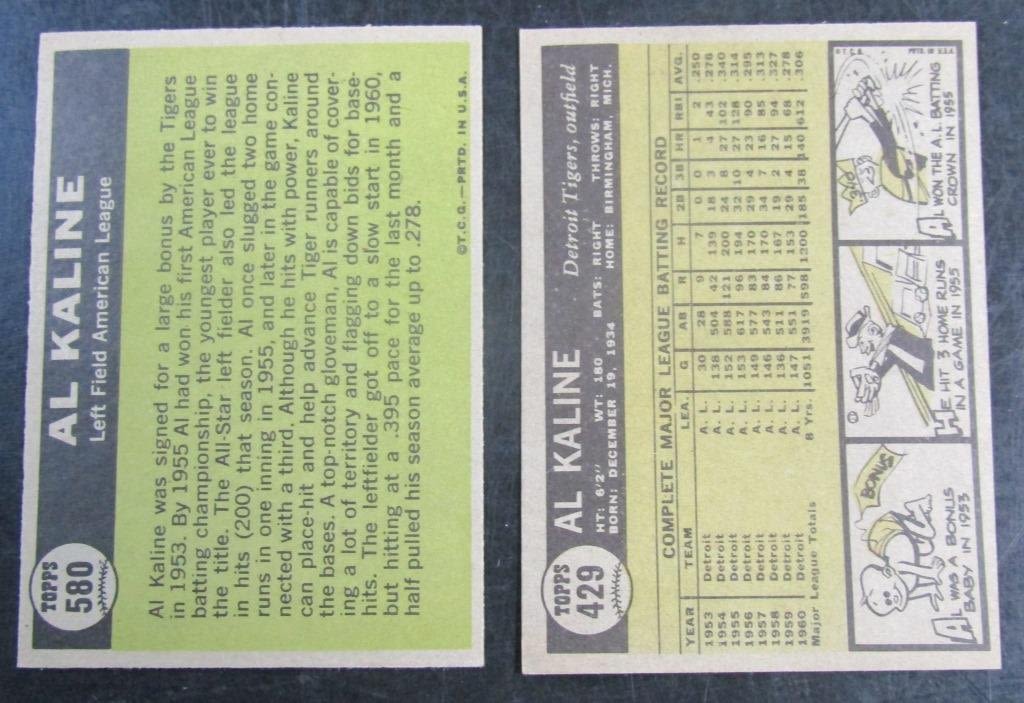 TOPPS
580
AL KALINE
Left Field American League
Al Kaline was signed for a large bonus by the Tigers
in 1953. By 1955 Al had won his first American League
batting championship, the youngest player ever to win
the title. The All-Star left fielder also led the league
in hits (200) that season. Al once slugged two home
runs in one inning in 1955, and later in the game con-
nected with a third. Although he hits with power, Kaline
can place-hit and help advance Tiger runners around
the bases. A top-notch gloveman, Al is capable of cover-
ing a lot of territory and flagging down bids for base-
hits. The leftfielder got off to a slow start in 1960,
but hitting at a .395 pace for the last month and a
half pulled his season average up to .278.
©T.C.G.—PRTD. IN U.S.A.
TOPPS
429
AL KALINE Detroit Tigers, outfield
HT: 6'2" WT: 180 BATS: RIGHT THROWS: RIGHT
BORN: DECEMBER 19, 1934 HOME: BIRMINGHAM, MICH.
COMPLETE MAJOR LEAGUE BATTING RECORD
YEAR TEAM LEA. G AB R H 2B 3B HR RBI AVG.
1953 Detroit A. L. 30 28 9 7 0 0 1 2 .250
1954 Detroit A. L. 138 504 42 139 18 3 4 43 .276
1955 Detroit A. L. 152 588 121 200 24 8 27 102 .340
1956 Detroit A. L. 153 617 96 194 32 10 27 128 .314
1957 Detroit A. L. 149 577 83 170 29 4 23 90 .295
1958 Detroit A. L. 146 543 84 170 34 7 16 85 .313
1959 Detroit A. L. 136 511 86 167 19 2 27 94 .327
1960 Detroit A. L. 147 551 77 153 29 4 15 68 .278
Major League Totals 8 Yrs. 1051 3919 598 1200 185 38 140 612 .306
BONUS
AL WAS A BONUS
BABY IN 1953
HE HIT 3 HOME RUNS
IN A GAME IN 1955
©T.C.G. PRTD. IN U.S.A.
.340
AL WON THE A.L. BATTING
CROWN IN 1955